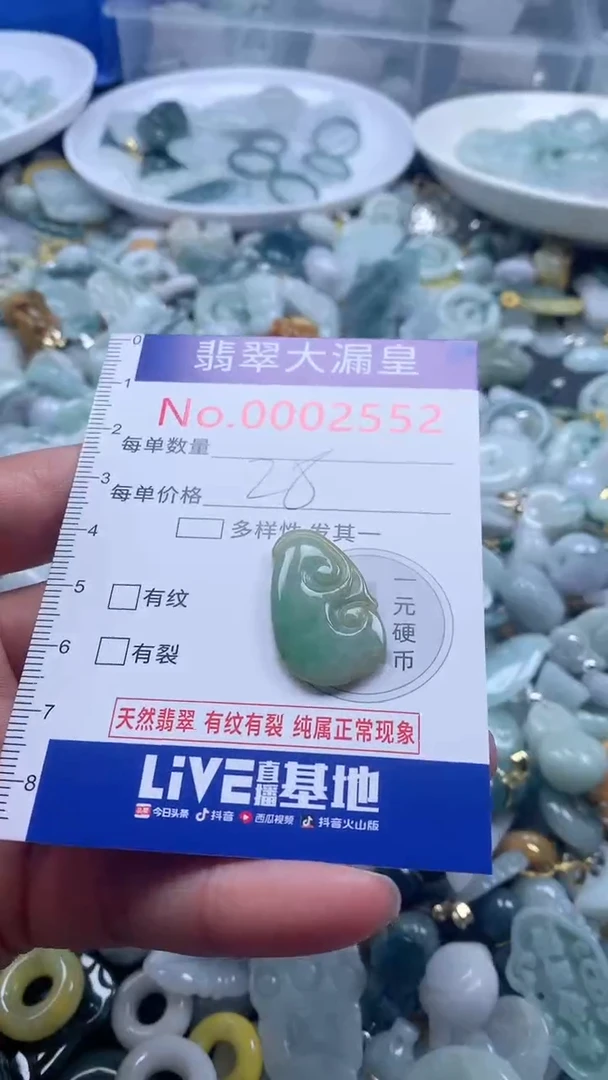 翡翠大漏皇
No.0002552
每单数量
每单价格 28
多样性 发其一
有纹
一元硬币
有裂
天然翡翠 有纹有裂 纯属正常现象
LiVE直播基地
头条 今日头条 抖音 西瓜视频 抖音火山版
0
1
2
3
4
5
6
7
8